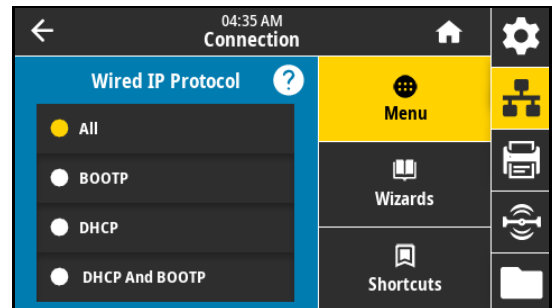 04:35 AM
Connection
Wired IP Protocol ?
All
BOOTP
DHCP
DHCP And BOOTP
Menu
Wizards
Shortcuts